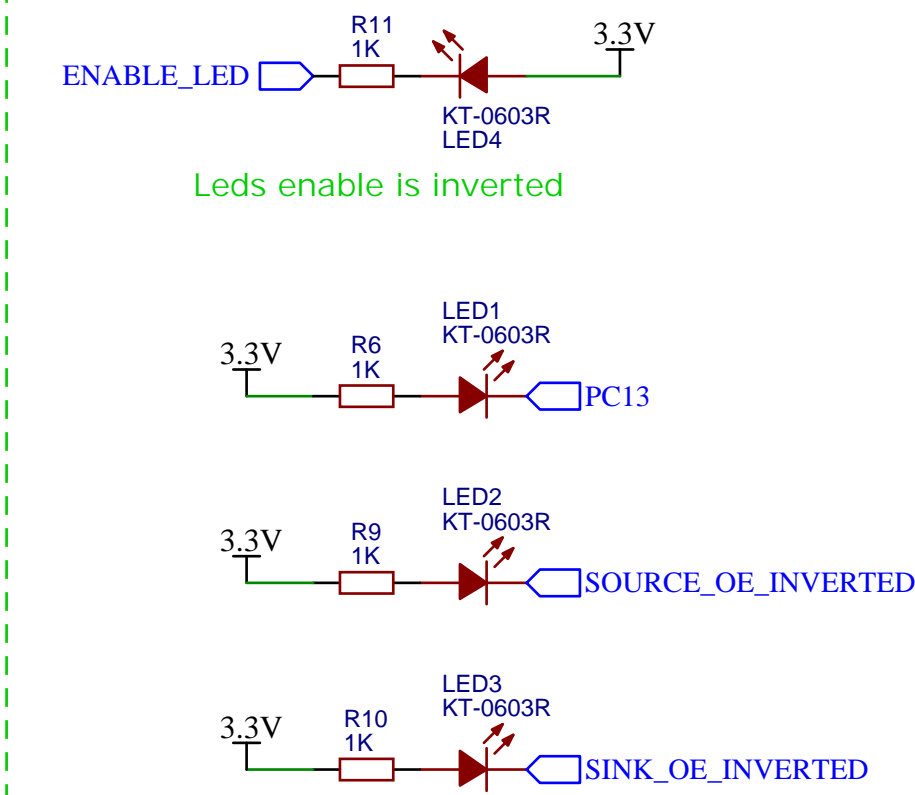 R11
1K
3.3V
ENABLE_LED
KT-0603R
LED4
Leds enable is inverted
LED1
KT-0603R
3.3V
R6
1K
PC13
LED2
KT-0603R
3.3V
R9
1K
SOURCE_OE_INVERTED
LED3
KT-0603R
3.3V
R10
1K
SINK_OE_INVERTED